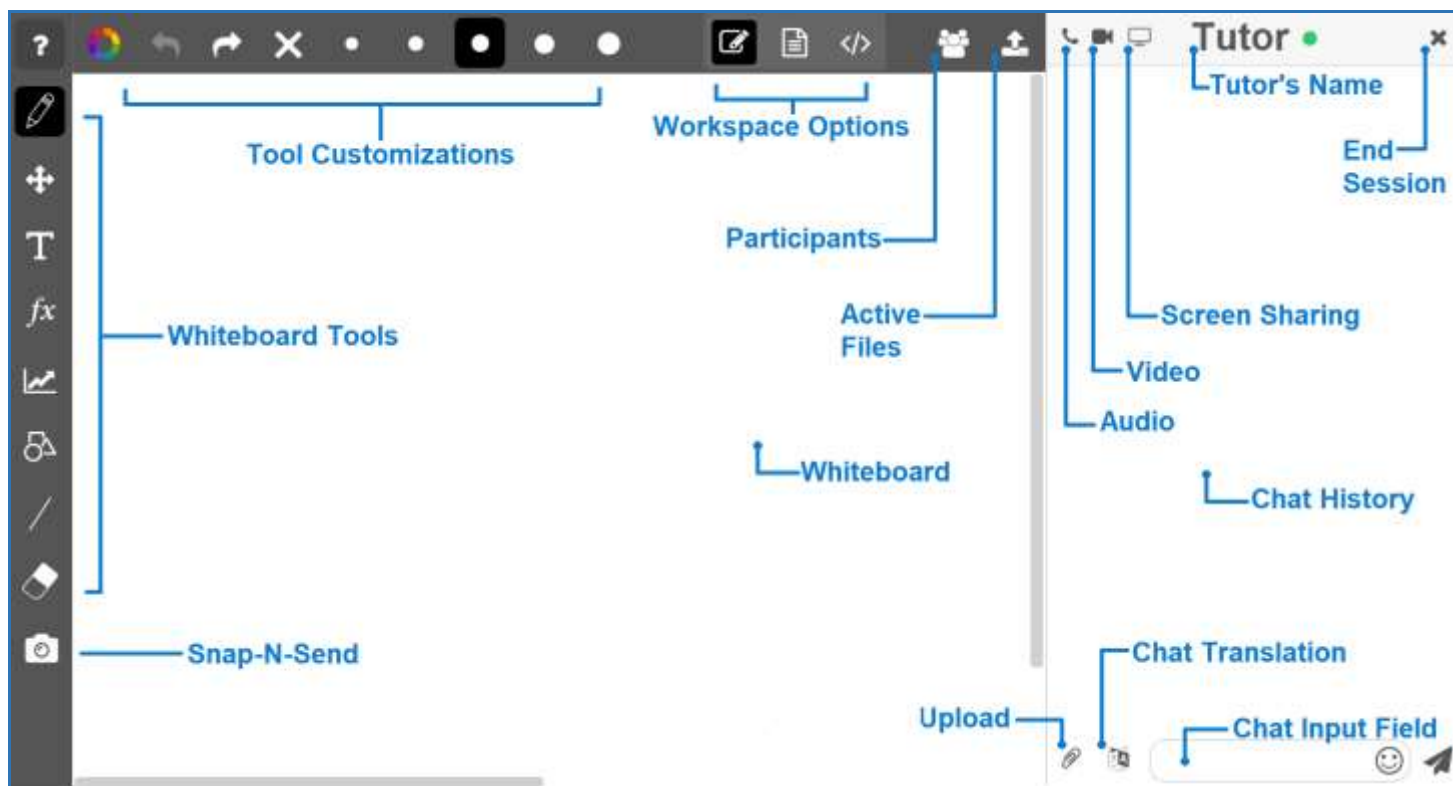 ?
</>
Tutor
Tutor's Name
Workspace Options
Tool Customizations
End
Session
T
Participants
fx
Active
Files
Screen Sharing
Whiteboard Tools
Video
Audio
Whiteboard
Chat History
Snap-N-Send
Chat Translation
Upload
Chat Input Field